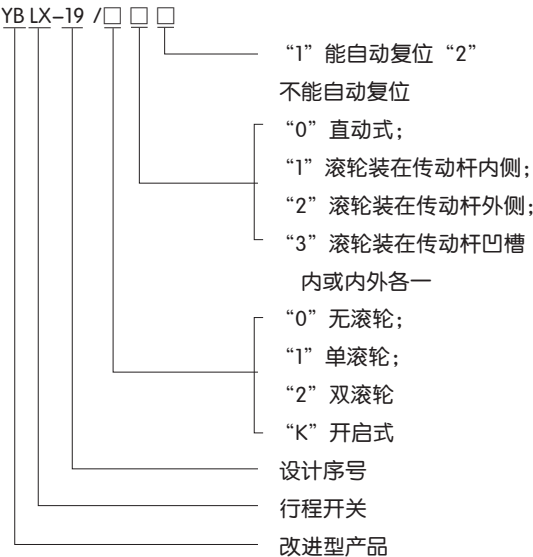 YB LX-19 /□ □ □
“1”能自动复位“2”
不能自动复位
“0”直动式；
“1”滚轮装在传动杆内侧；
“2”滚轮装在传动杆外侧；
“3”滚轮装在传动杆凹槽
内或内外各一
“0”无滚轮；
“1”单滚轮；
“2”双滚轮
“K”开启式
设计序号
行程开关
改进型产品